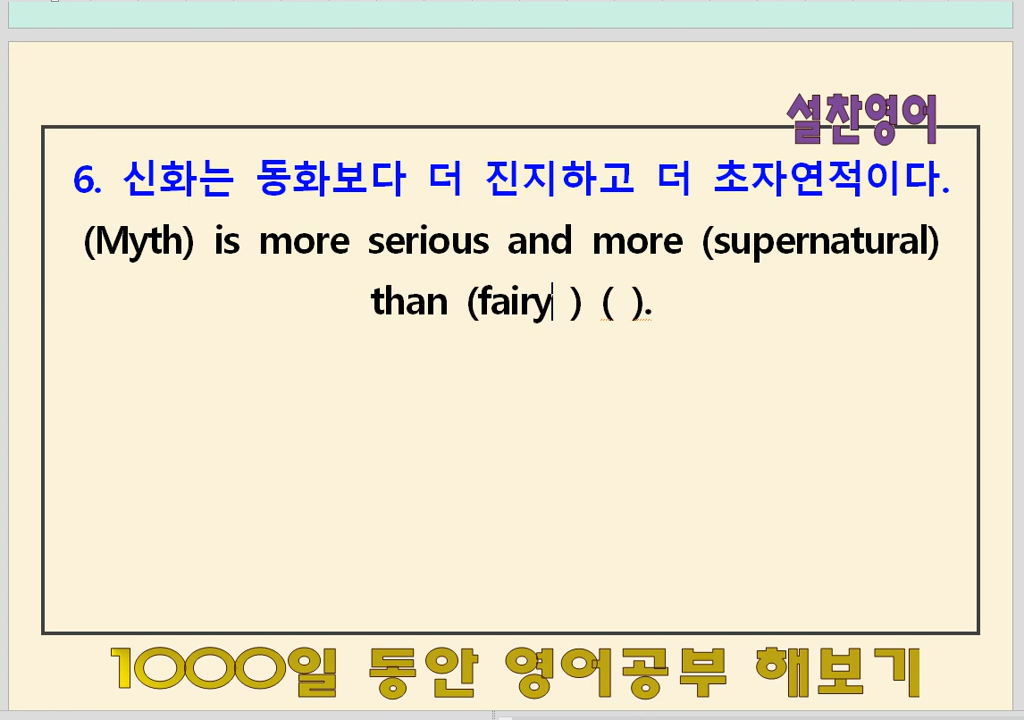 설찬영어
6. 신화는 동화보다 더 진지하고 더 초자연적이다.
(Myth) is more serious and more (supernatural)
than (fairy ) ( ).
1000일 동안 영어공부 해보기